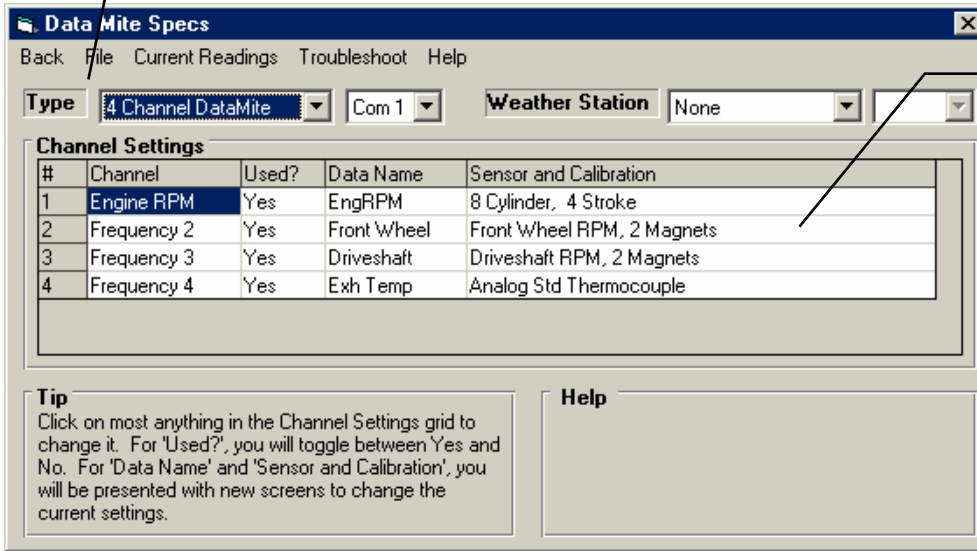 Data Mite Specs
Back File Current Readings Troubleshoot Help
Type 4 Channel DataMite Com 1 Weather Station None
Channel Settings
# Channel Used? Data Name Sensor and Calibration
1 Engine RPM Yes EngRPM 8 Cylinder, 4 Stroke
2 Frequency 2 Yes Front Wheel Front Wheel RPM, 2 Magnets
3 Frequency 3 Yes Driveshaft Driveshaft RPM, 2 Magnets
4 Frequency 4 Yes Exh Temp Analog Std Thermocouple
Tip
Click on most anything in the Channel Settings grid to
change it. For 'Used?', you will toggle between Yes and
No. For 'Data Name' and 'Sensor and Calibration', you
will be presented with new screens to change the
current settings.
Help